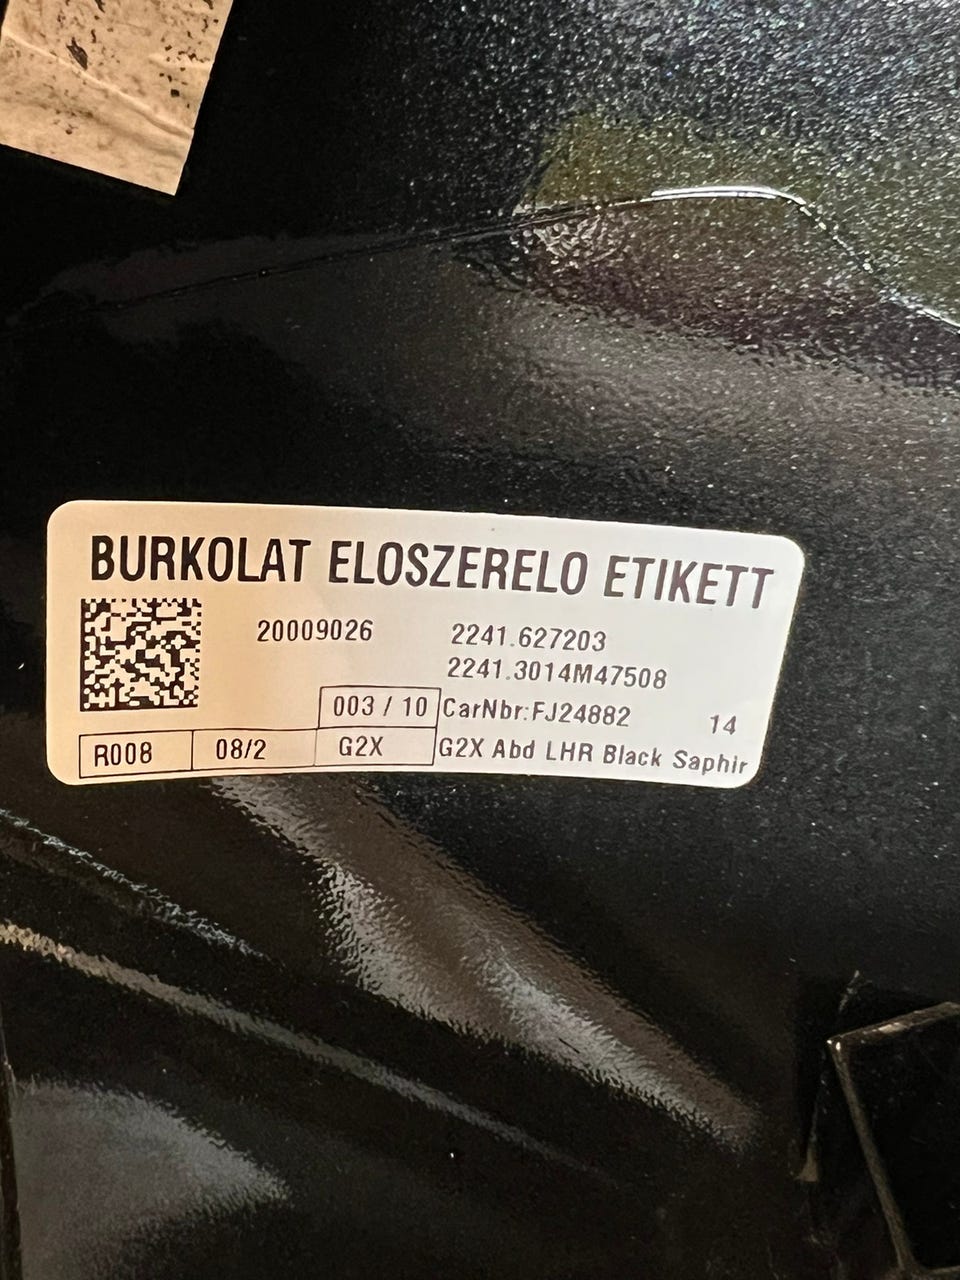 BURKOLAT ELOSZERELO ETIKETT
20009026 2241.627203
2241.3014M47508
003 / 10 CarNbr:FJ24882 14
R008 08/2 G2X G2X Abd LHR Black Saphir